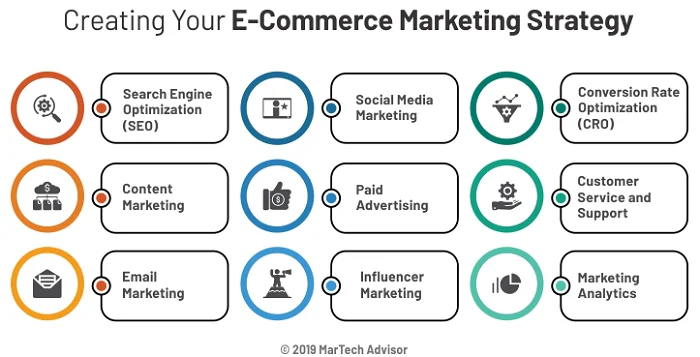 Creating Your E-Commerce Marketing Strategy
Search Engine
Optimization
(SEO)
Social Media
Marketing
Conversion Rate
Optimization
(CRO)
Content
Marketing
$
Paid
Advertising
$
Customer
Service and
Support
Email
Marketing
Influencer
Marketing
Marketing
Analytics
© 2019 MarTech Advisor